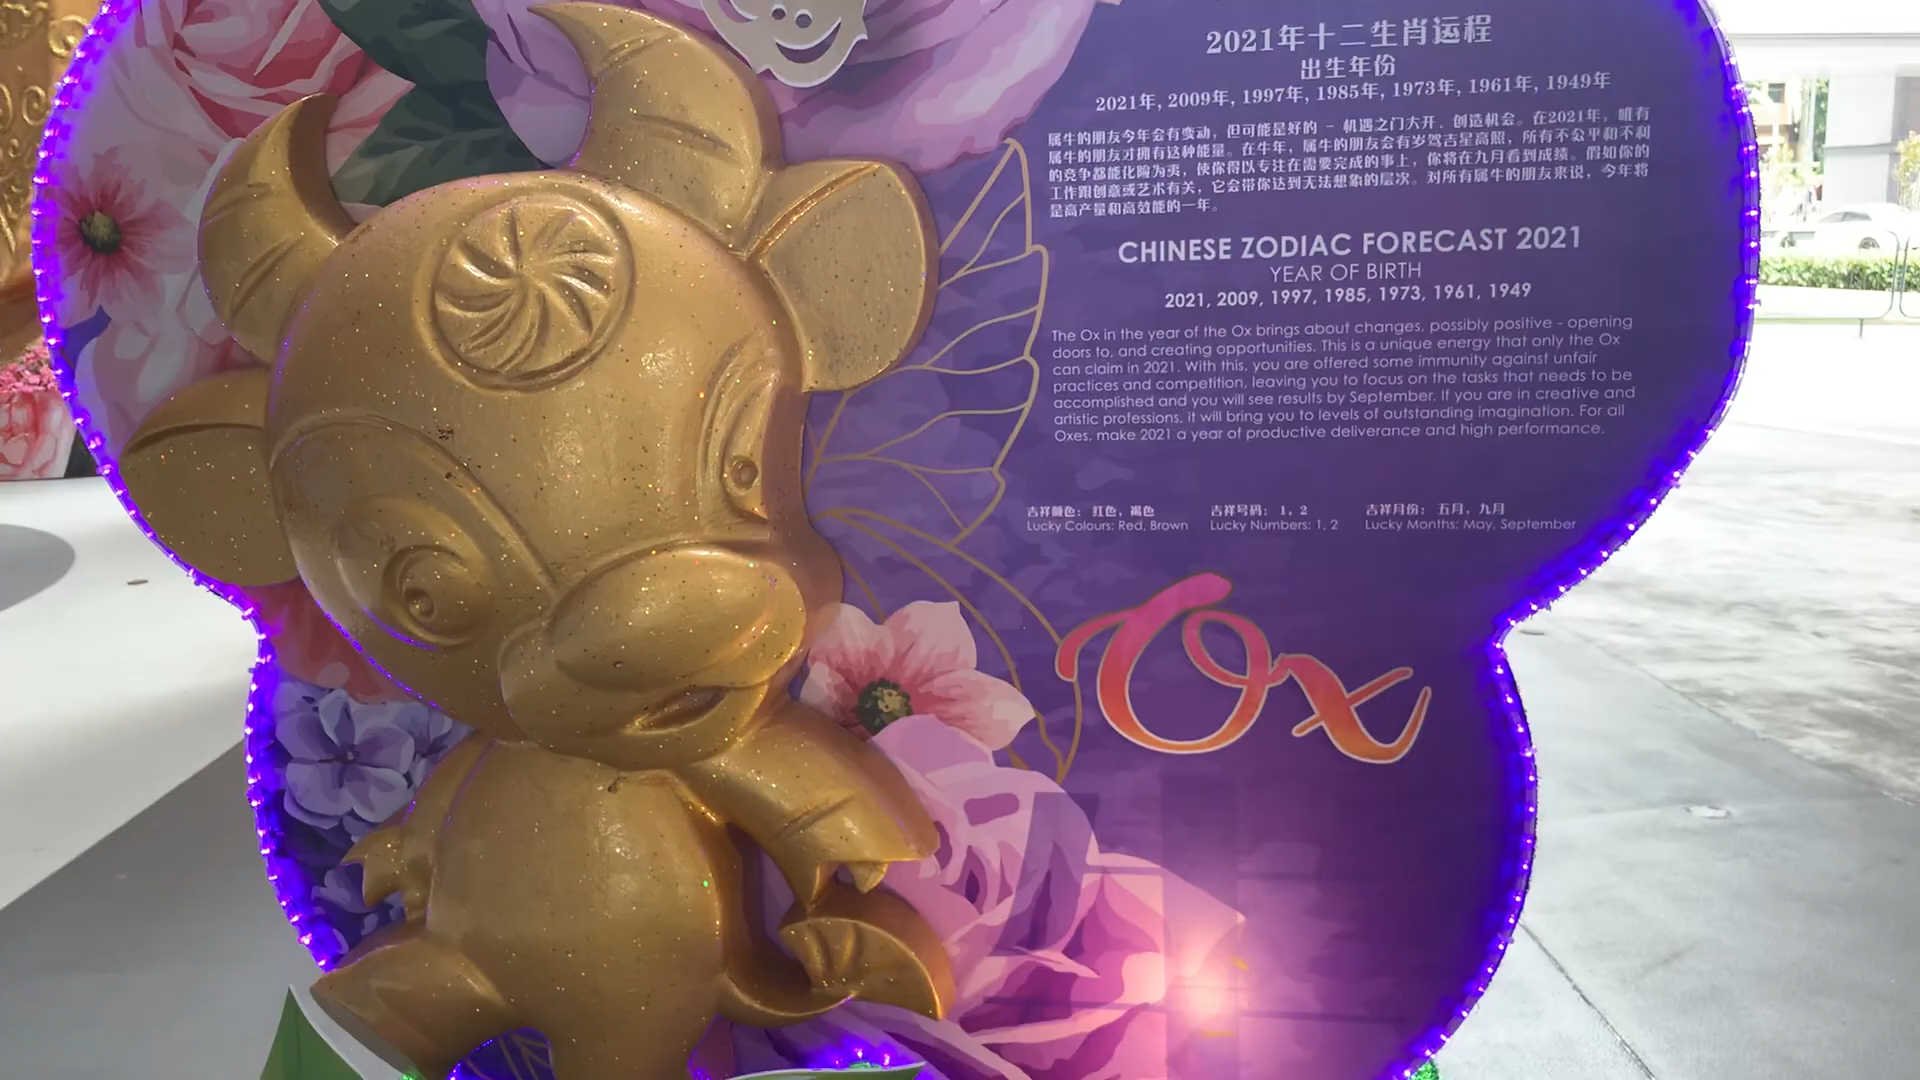 2021年十二生肖运程
出生年份
2021年, 2009年, 1997年, 1985年, 1973年, 1961年, 1949年
属牛的朋友今年会有变动，但可能是好的 - 机遇之门大开、创造机会。在2021年，唯有
属牛的朋友才拥有这种能量。在牛年，属牛的朋友会有岁驾吉星高照，所有不公平和不利
的竞争都能化险为夷，使你得以专注在需要完成的事上，你将在九月看到成绩。假如你的
工作跟创意或艺术有关，它会带你达到无法想象的层次。对所有属牛的朋友来说，今年将
是高产量和高效能的一年。
CHINESE ZODIAC FORECAST 2021
YEAR OF BIRTH
2021, 2009, 1997, 1985, 1973, 1961, 1949
The Ox in the year of the Ox brings about changes, possibly positive - opening
doors to, and creating opportunities. This is a unique energy that only the Ox
can claim in 2021. With this, you are offered some immunity against unfair
practices and competition, leaving you to focus on the tasks that needs to be
accomplished and you will see results by September. If you are in creative and
artistic professions, it will bring you to levels of outstanding imagination. For all
Oxes, make 2021 a year of productive deliverance and high performance.
吉祥颜色： 红色，褐色 吉祥号码： 1, 2 吉祥月份： 五月，九月
Lucky Colours: Red, Brown Lucky Numbers: 1, 2 Lucky Months: May, September
Ox